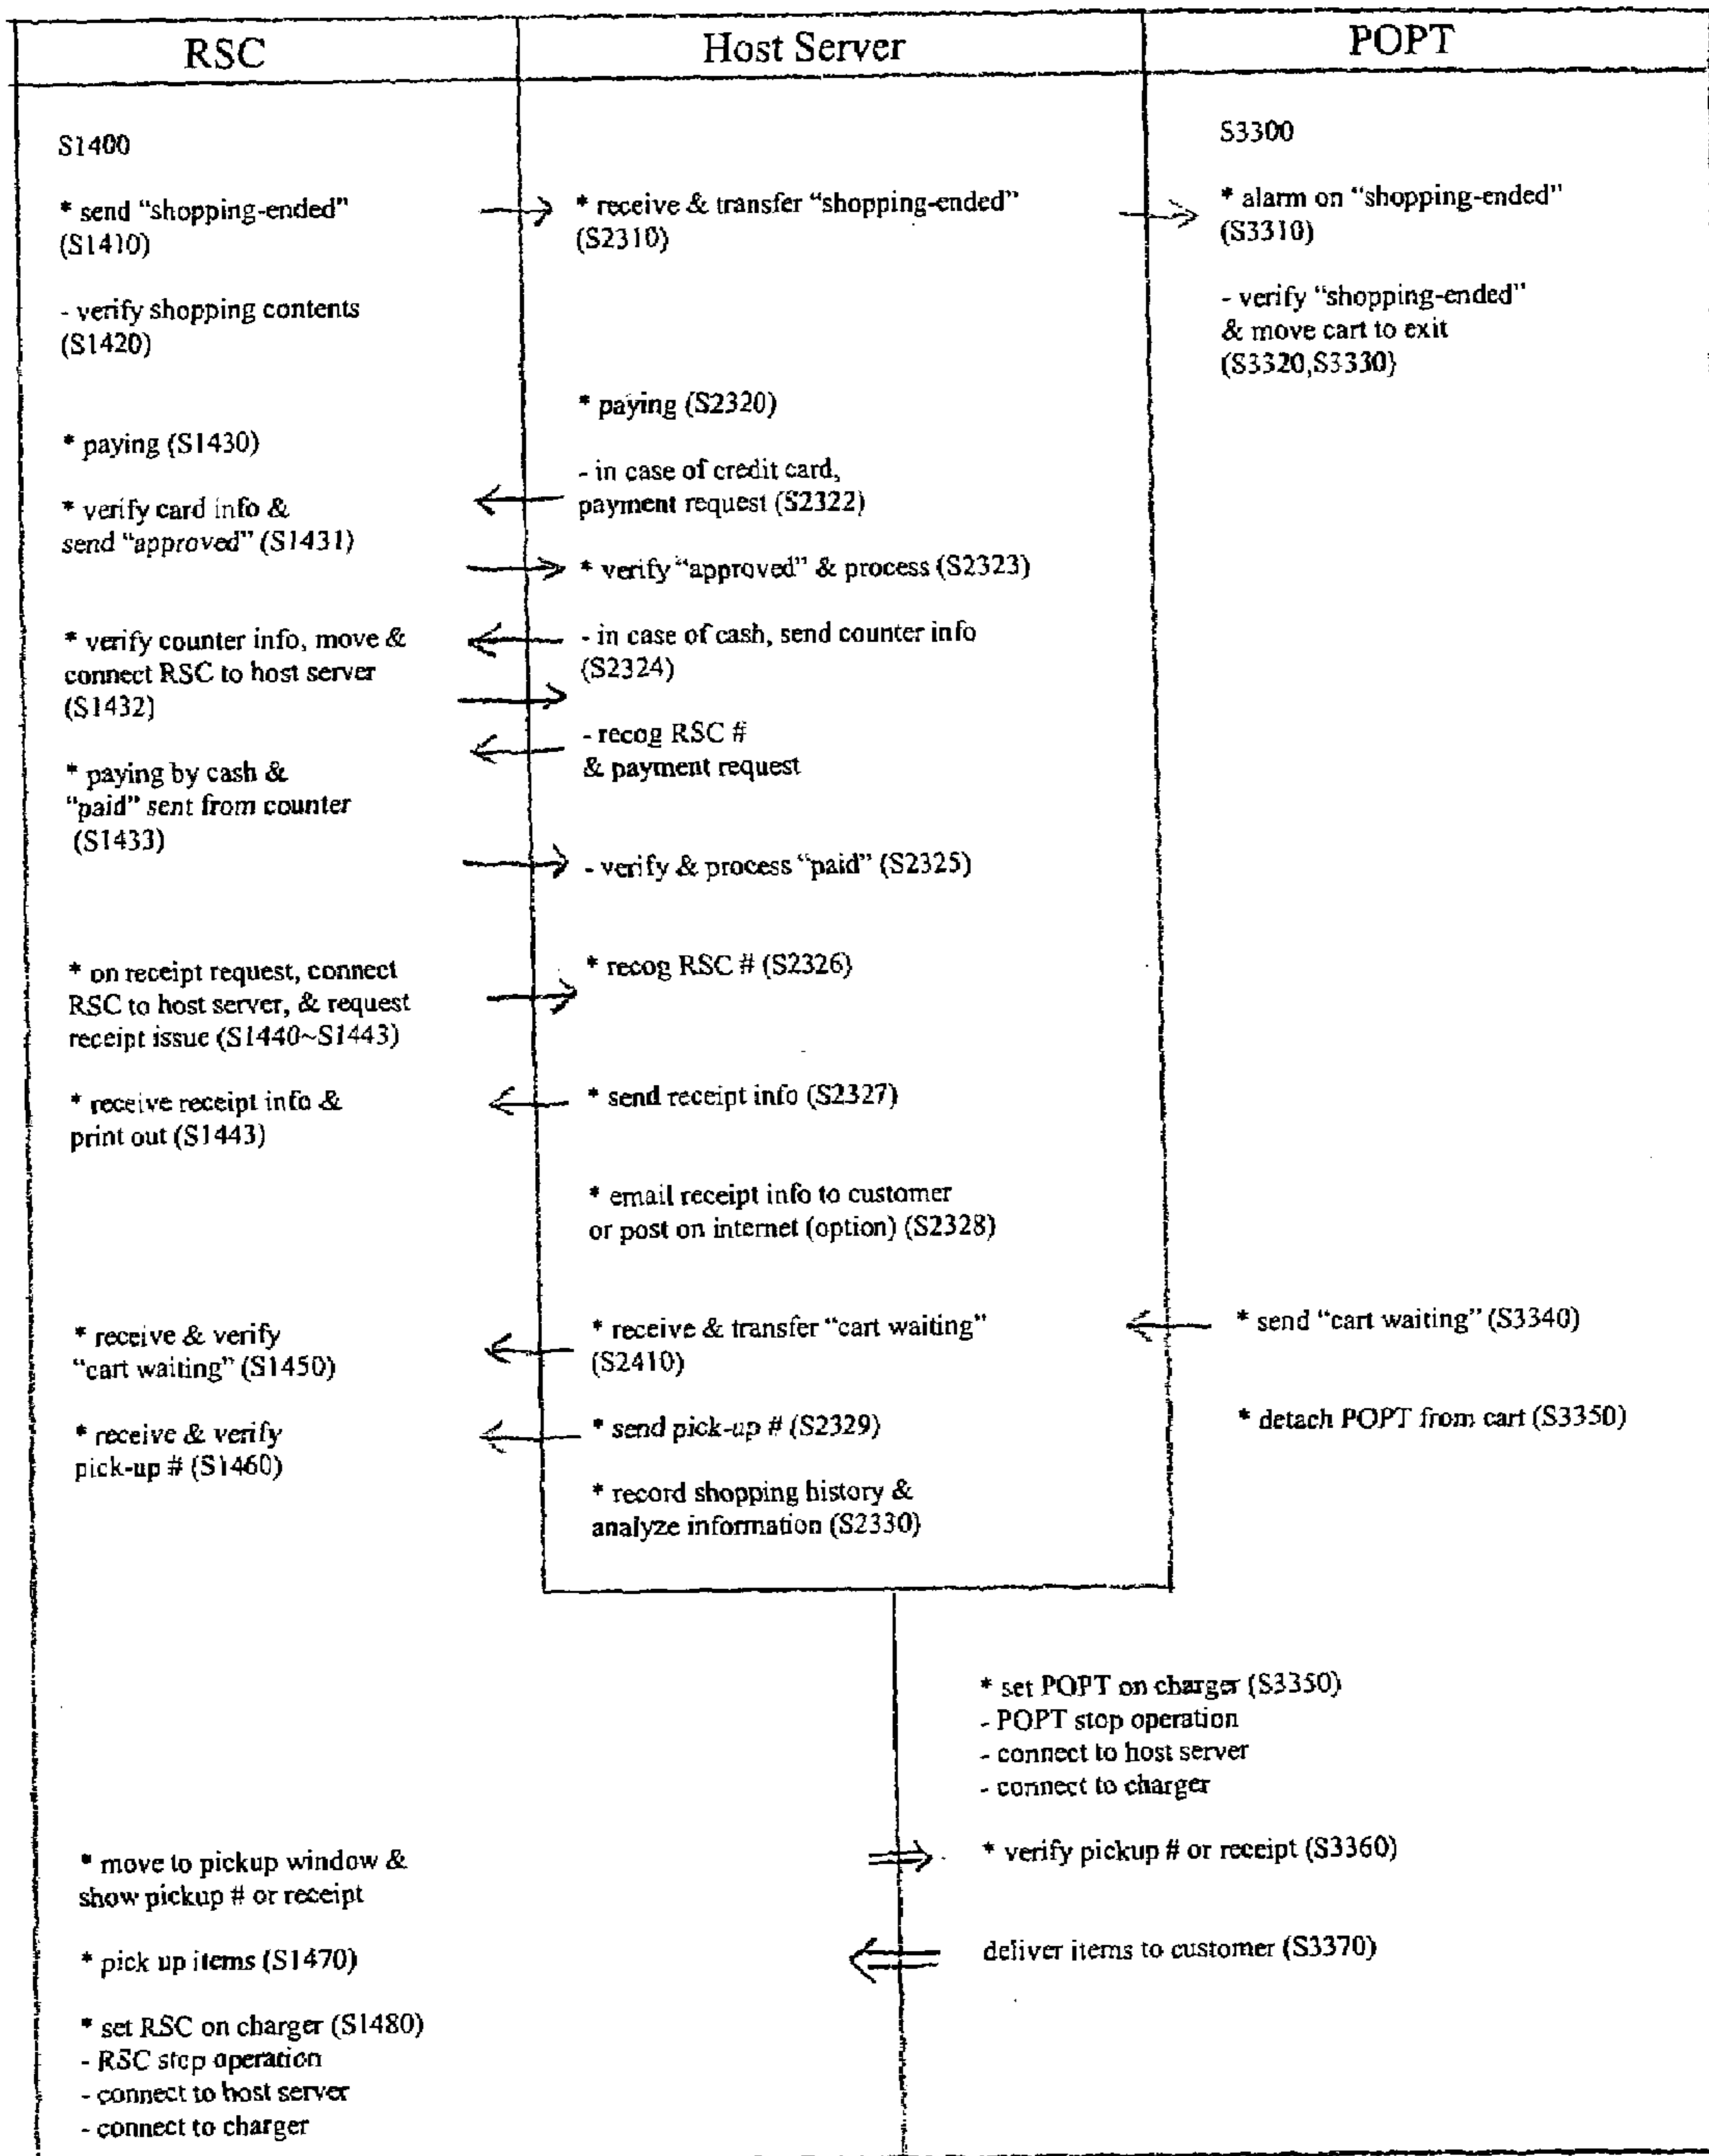 RSC
Host Server
POPT
S1400
* send “shopping-ended”
(S1410)
- verify shopping contents
(S1420)
* paying (S1430)
* verify card info &
send “approved” (S1431)
* verify counter info, move &
connect RSC to host server
(S1432)
* paying by cash &
“paid” sent from counter
(S1433)
* on receipt request, connect
RSC to host server, & request
receipt issue (S1440~S1443)
* receive receipt info &
print out (S1443)
* receive & verify
“cart waiting” (S1450)
* receive & verify
pick-up # (S1460)
* move to pickup window &
show pickup # or receipt
* pick up items (S1470)
* set RSC on charger (S1480)
- RSC stop operation
- connect to host server
- connect to charger
* receive & transfer “shopping-ended”
(S2310}
* paying (S2320)
- in case of credit card,
payment request (S2322)
* verify “approved” & process (S2323)
- in case of cash, send counter info
(S2324)
- recog RSC #
& payment request
- verify & process “paid” (S2325)
* recog RSC # (S2326}
* send receipt info (S2327)
* email receipt info to customer
or post on internet (option) (S2328)
* receive & transfer “cart waiting”
(S2410)
* send pick-up # (S2329)
* record shopping history &
analyze information (S2330)
S3300
* alarm on “shopping-ended”
(S3310)
- verify “shopping-ended”
& move cart to exit
(S3320,S3330}
* send “cart waiting” (S3340)
* detach POPT from cart (S3350)
* set POPT on charger (S3350)
- POPT stop operation
- connect to host server
- connect to charger
* verify pickup # or receipt (S3360)
deliver items to customer (S3370)